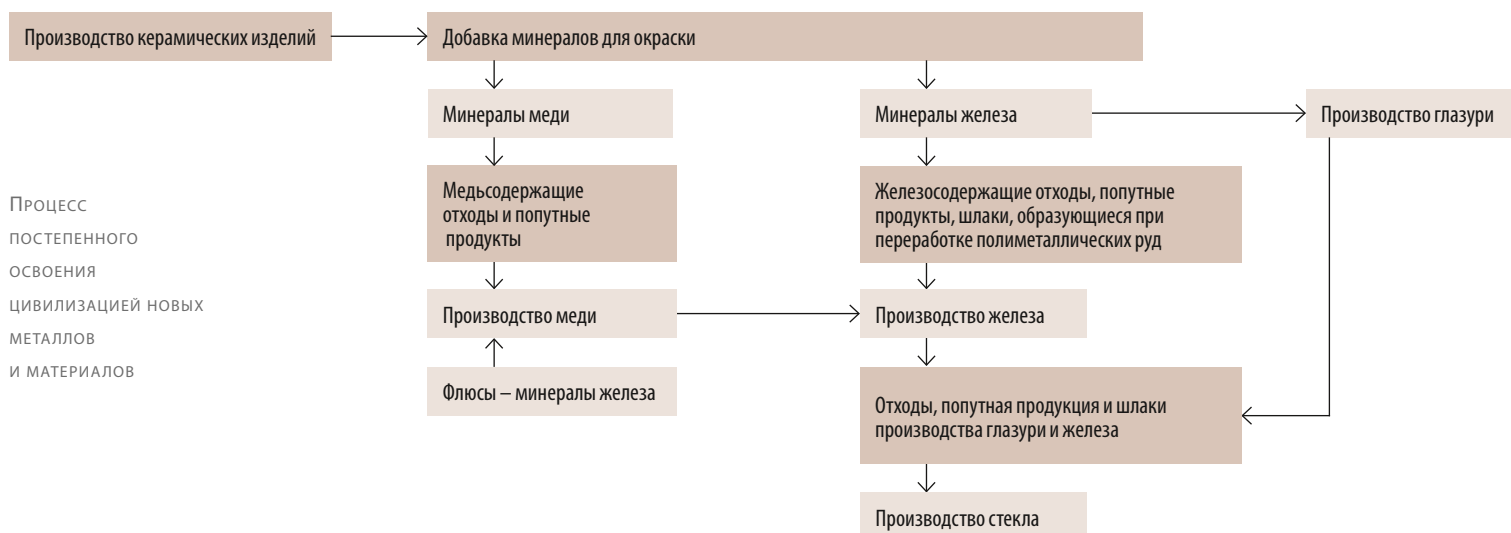 Производство керамических изделий
Добавка минералов для окраски
Минералы меди
Минералы железа
Производство глазури
Медьсодержащие
отходы и попутные
продукты
Железосодержащие отходы, попутные
продукты, шлаки, образующиеся при
переработке полиметаллических руд
Процесс
постепенного
освоения
цивилизацией новых
металлов
и материалов
Производство меди
Производство железа
Флюсы – минералы железа
Отходы, попутная продукция и шлаки
производства глазури и железа
Производство стекла